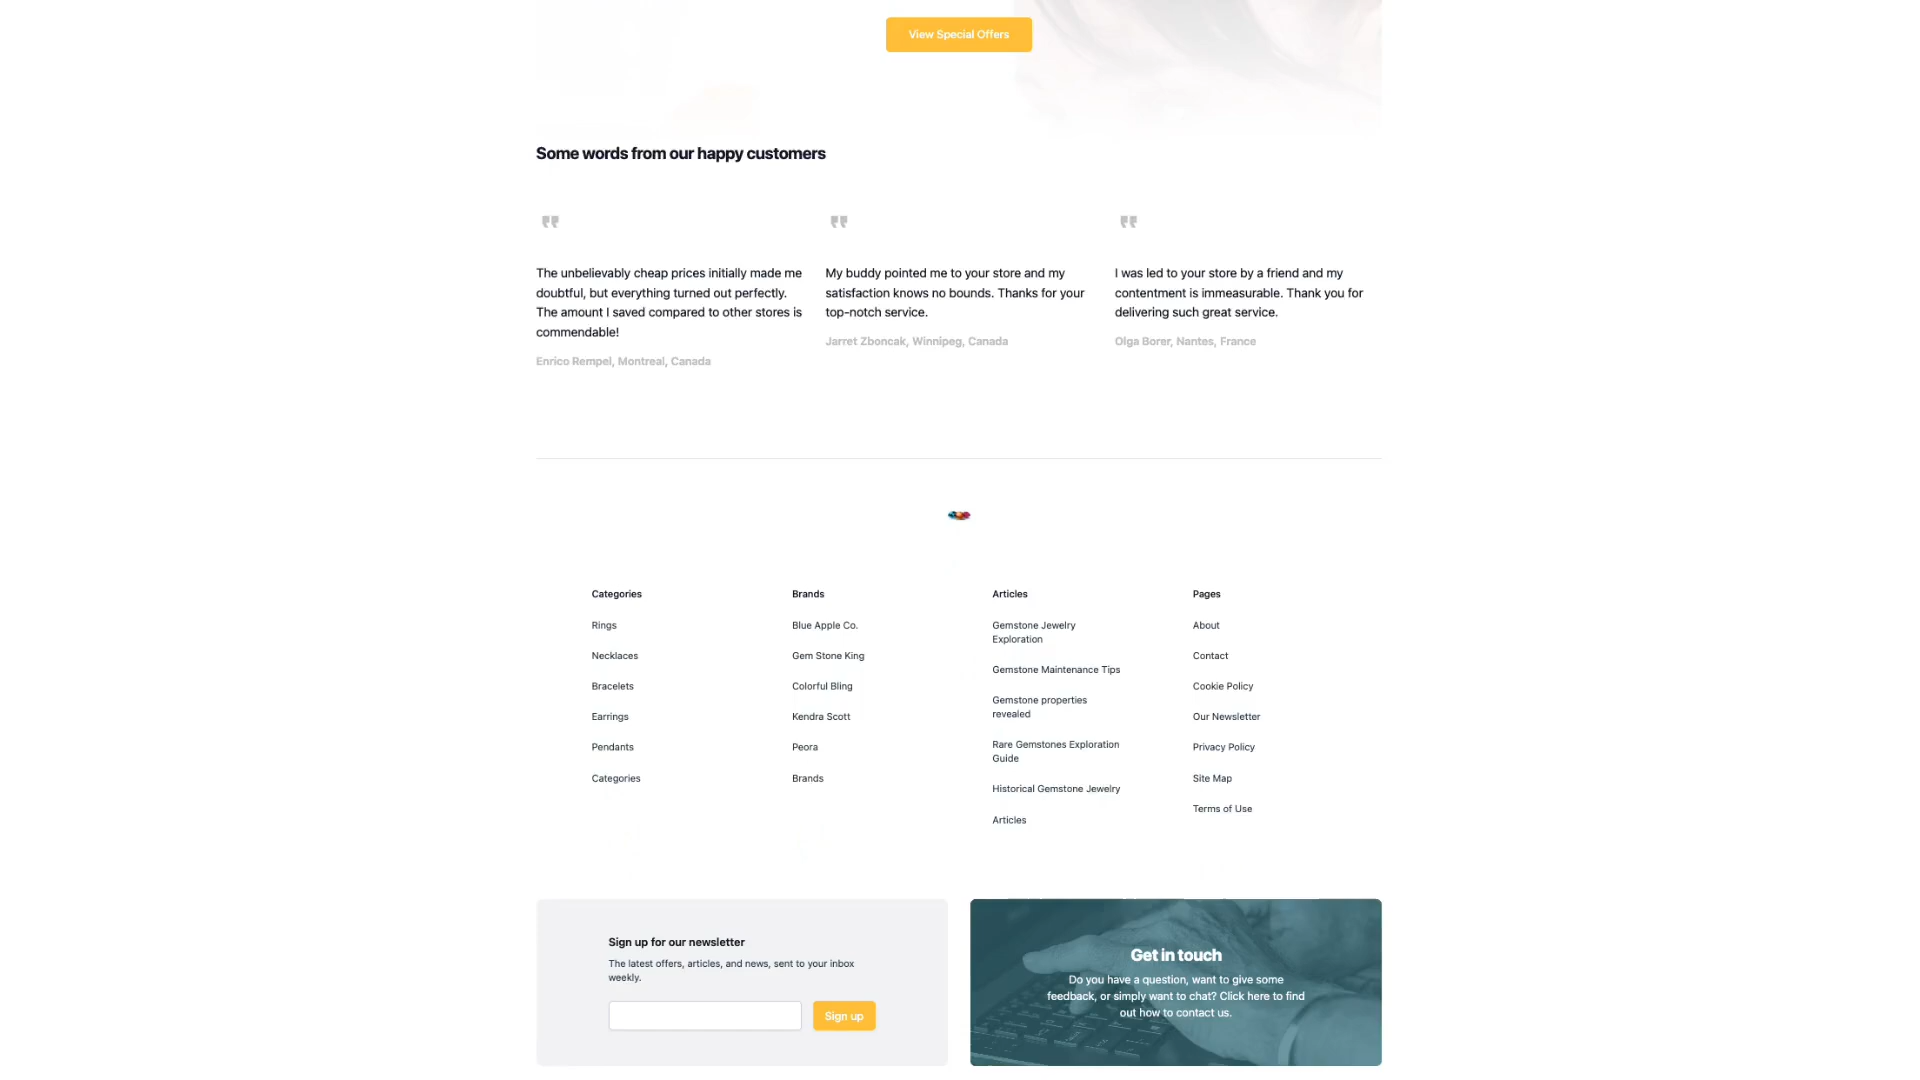 View Special Offers
Some words from our happy customers
The unbelievably cheap prices initially made me
doubtful, but everything turned out perfectly.
The amount I saved compared to other stores is
commendable!
Enrico Rempel, Montreal, Canada
My buddy pointed me to your store and my
satisfaction knows no bounds. Thanks for your
top-notch service.
Jarret Zboncak, Winnipeg, Canada
I was led to your store by a friend and my
contentment is immeasurable. Thank you for
delivering such great service.
Olga Borer, Nantes, France
Categories
Rings
Necklaces
Bracelets
Earrings
Pendants
Categories
Brands
Blue Apple Co.
Gem Stone King
Colorful Bling
Kendra Scott
Peora
Brands
Articles
Gemstone Jewelry
Exploration
Gemstone Maintenance Tips
Gemstone properties
revealed
Rare Gemstones Exploration
Guide
Historical Gemstone Jewelry
Articles
Pages
About
Contact
Cookie Policy
Our Newsletter
Privacy Policy
Site Map
Terms of Use
Sign up for our newsletter
The latest offers, articles, and news, sent to your inbox
weekly.
Sign up
Get in touch
Do you have a question, want to give some
feedback, or simply want to chat? Click here to find
out how to contact us.